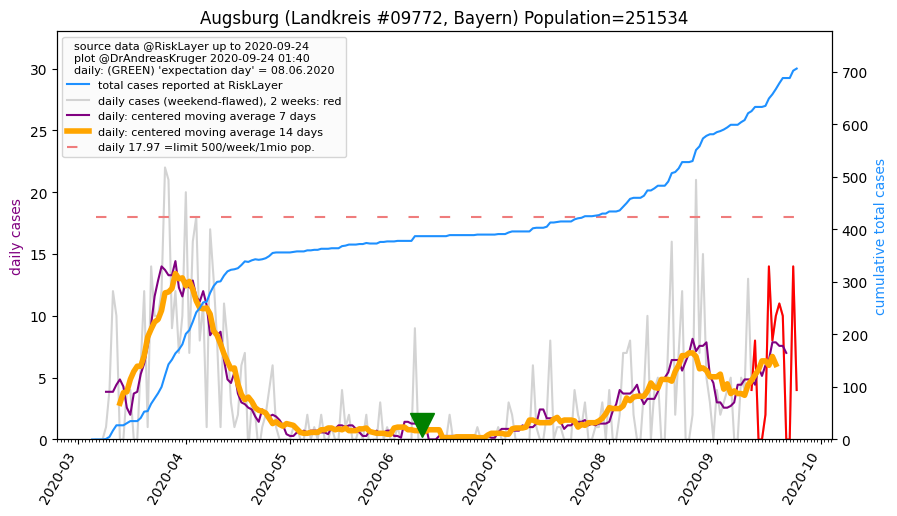 Augsburg (Landkreis #09772, Bayern) Population=251534
source data @RiskLayer up to 2020-09-24
plot @DrAndreasKruger 2020-09-24 01:40
daily: (GREEN) 'expectation day' = 08.06.2020
total cases reported at RiskLayer
daily cases (weekend-flawed), 2 weeks: red
daily: centered moving average 7 days
daily: centered moving average 14 days
daily 17.97 =limit 500/week/1mio pop.
daily cases
30
25
20
15
10
5
0
700
600
500
400
300
200
100
0
cumulative total cases
2020-03
2020-04
2020-05
2020-06
2020-07
2020-08
2020-09
2020-10